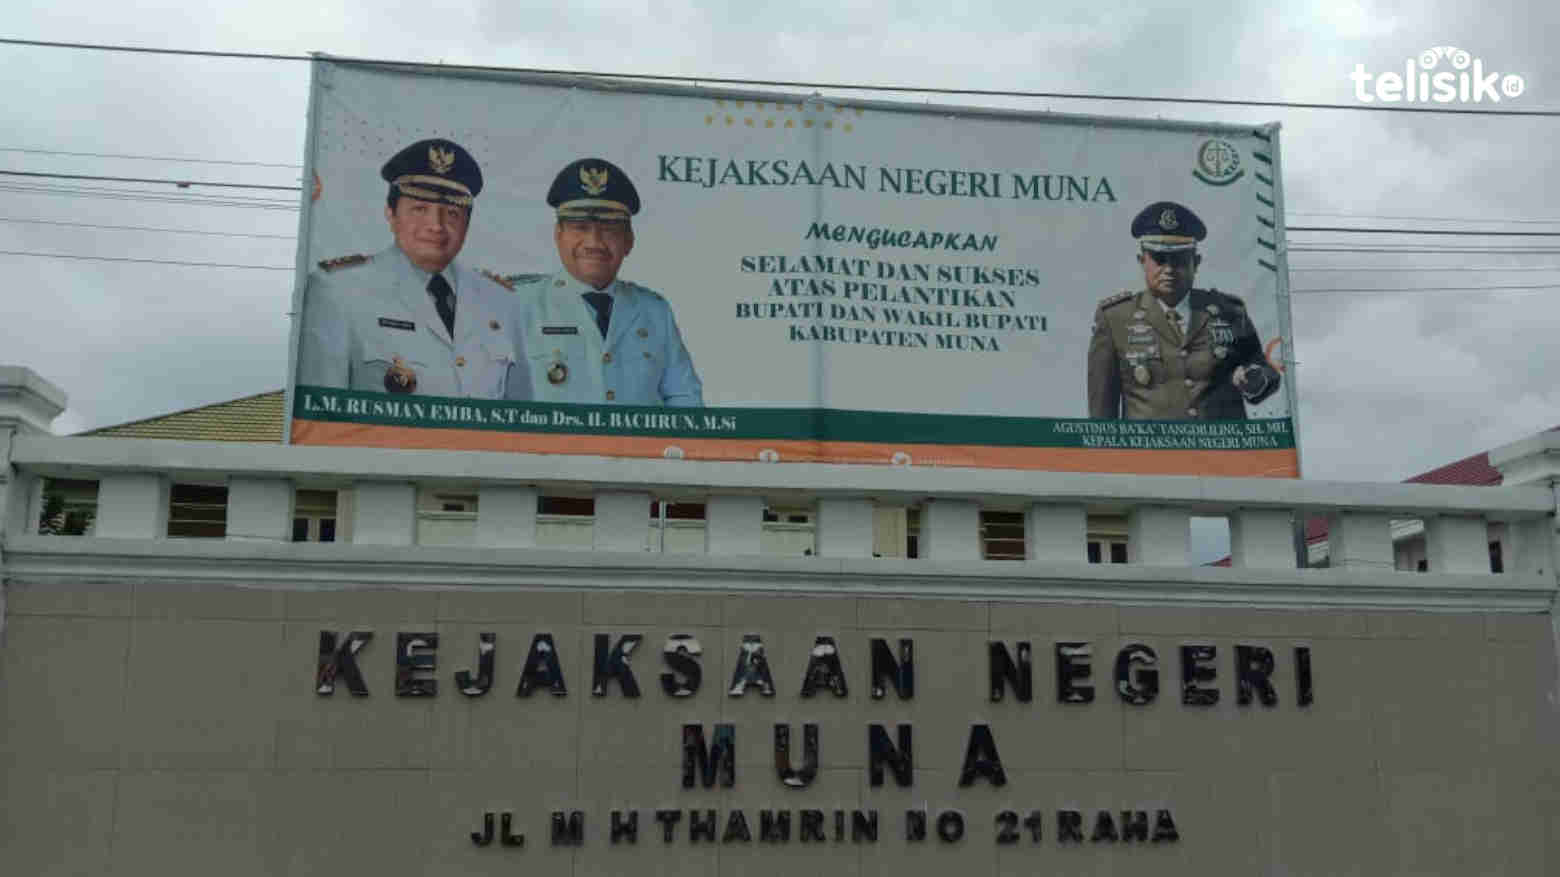 telisik id
KEJAKSAAN NEGERI MUNA
MENGUCAPKAN
SELAMAT DAN SUKSES
ATAS PELANTIKAN
BUPATI DAN WAKIL BUPATI
KABUPATEN MUNA
L.M. RUSMAN EMBA, S.T dan Drs. H. BACHRUN, M.Si
AGUSTINUS BA'KA' TANGDILILING, SH, MH.
KEPALA KEJAKSAAN NEGERI MUNA
KEJAKSAAN NEGERI
MUNA
JL M H THAMRIN NO 21 RAHA